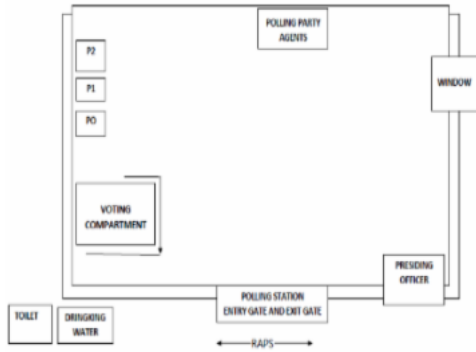 POLLING PARTY
AGENTS
P2
WINDOW
P1
PO
VOTING
COMPARTMENT
PRESIDING
OFFICER
POLLING STATION
ENTRY GATE AND EXIT GATE
TOILET
DRINGKING
WATER
RAPS